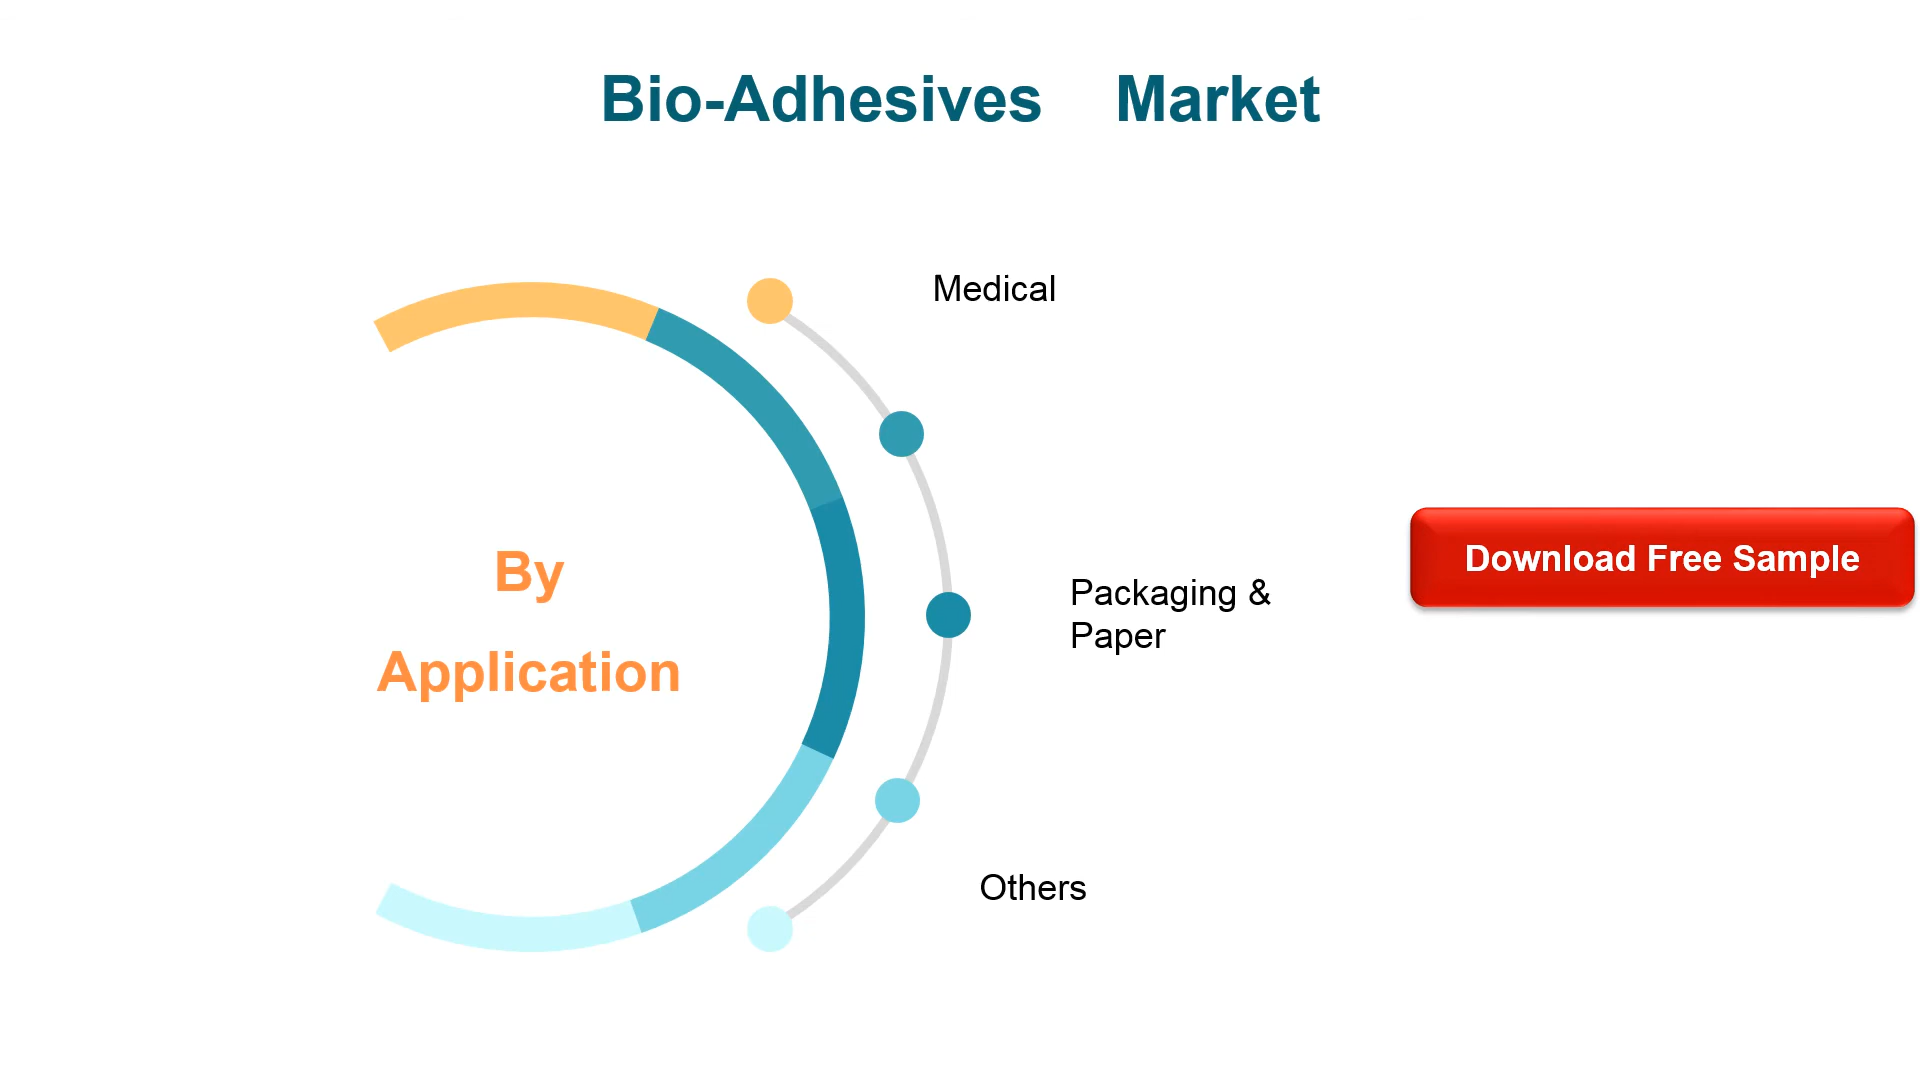 Bio-Adhesives Market
Medical
By
Application
Packaging &
Paper
Download Free Sample
Others